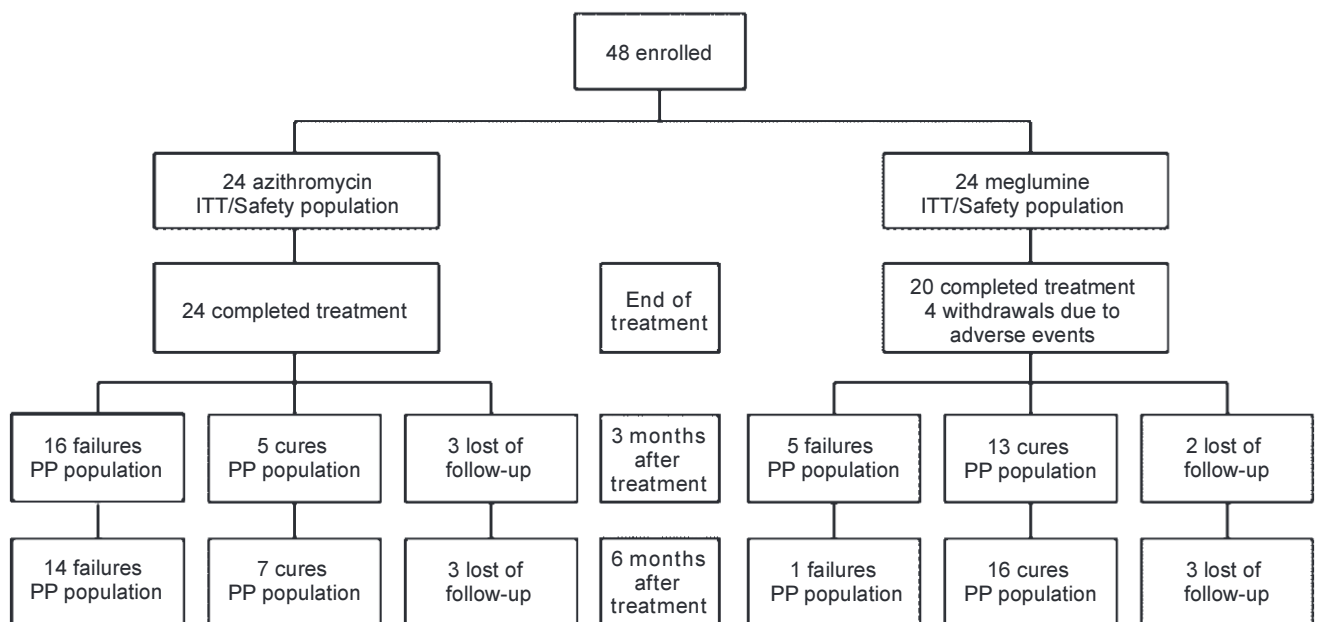 48 enrolled
24 azithromycin
ITT/Safety population
24 meglumine
ITT/Safety population
24 completed treatment
End of
treatment
20 completed treatment
4 withdrawals due to
adverse events
16 failures
PP population
5 cures
PP population
3 lost of
follow-up
3 months
after
treatment
5 failures
PP population
13 cures
PP population
2 lost of
follow-up
14 failures
PP population
7 cures
PP population
3 lost of
follow-up
6 months
after
treatment
1 failures
PP population
16 cures
PP population
3 lost of
follow-up